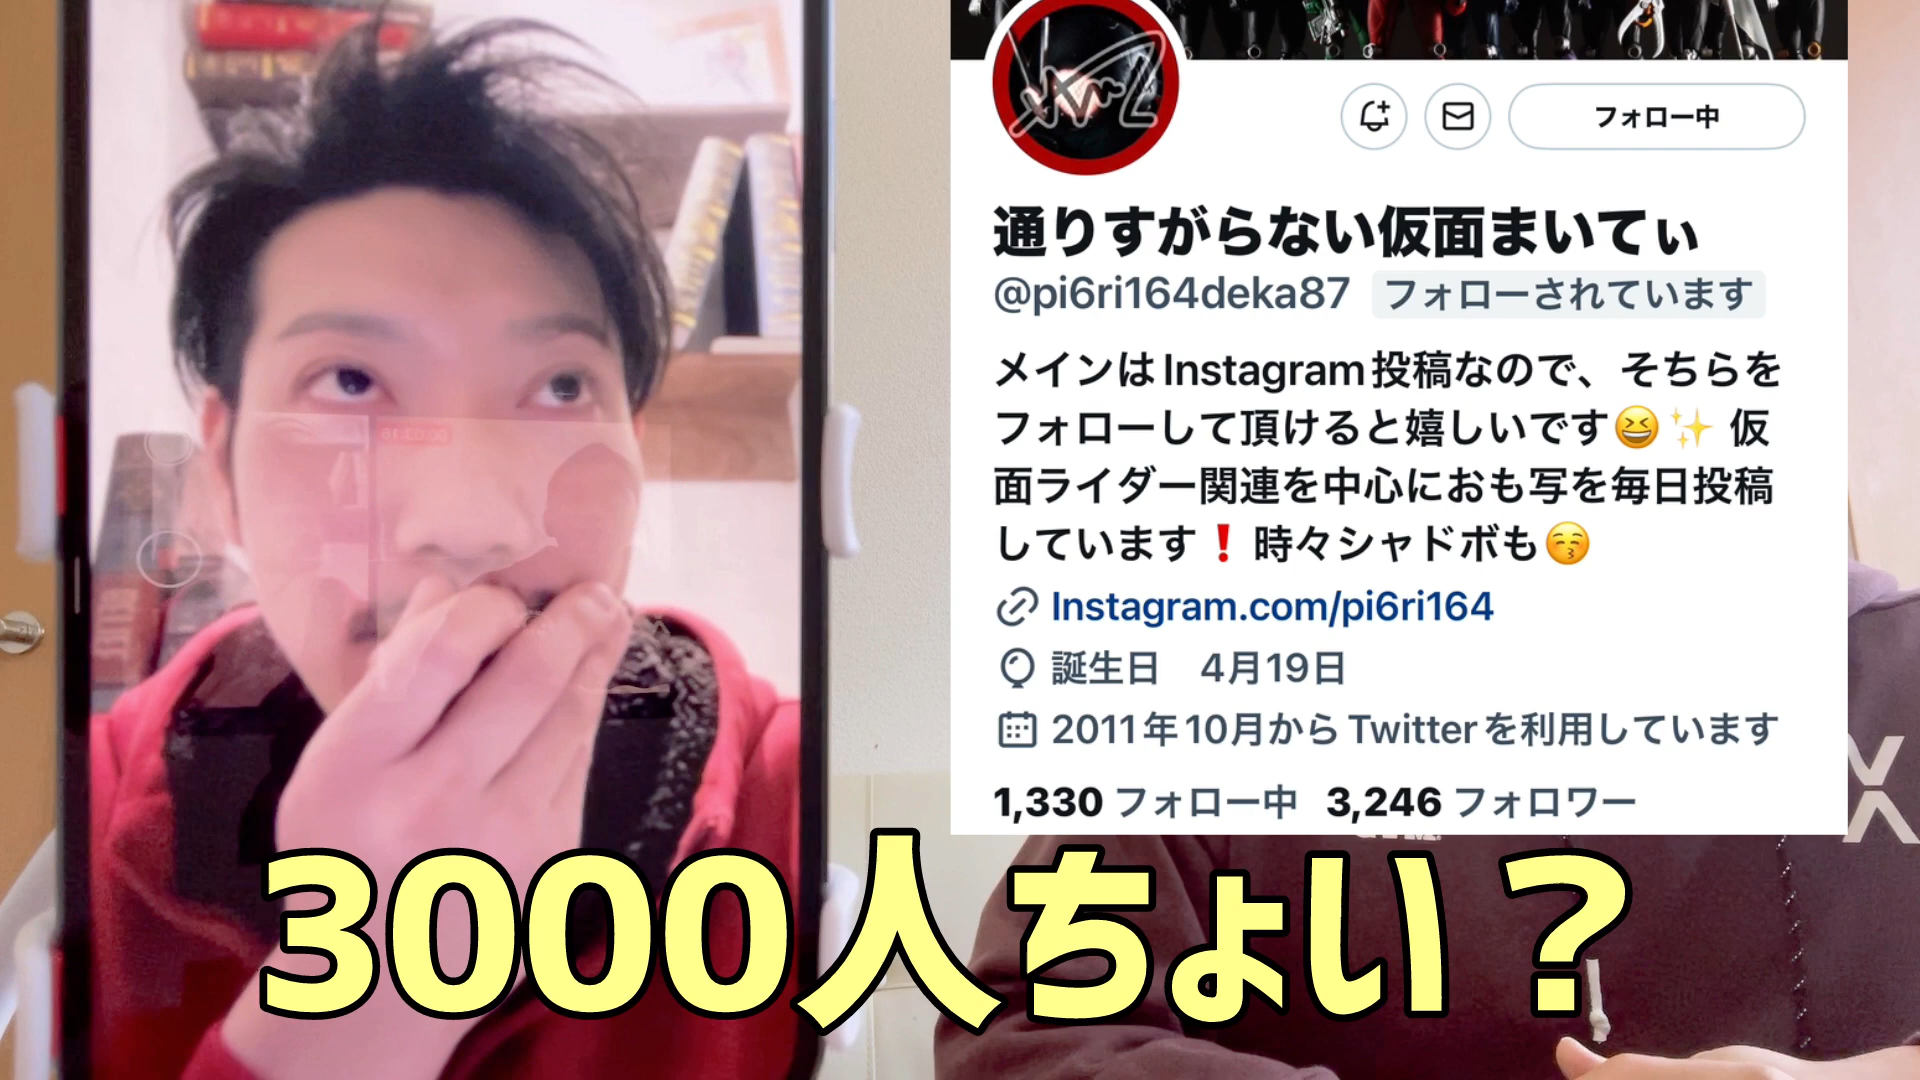 フォロー中
通りすがらない仮面まいてぃ
@pi6ri164deka87 フォローされています
メインはInstagram投稿なので、そちらを
フォローして頂けると嬉しいです😆✨ 仮
面ライダー関連を中心におも写を毎日投稿
しています❗時々シャドボも😚
Instagram.com/pi6ri164
誕生日 4月19日
2011年10月からTwitterを利用しています
1,330 フォロー中 3,246 フォロワー
3000人ちょい？